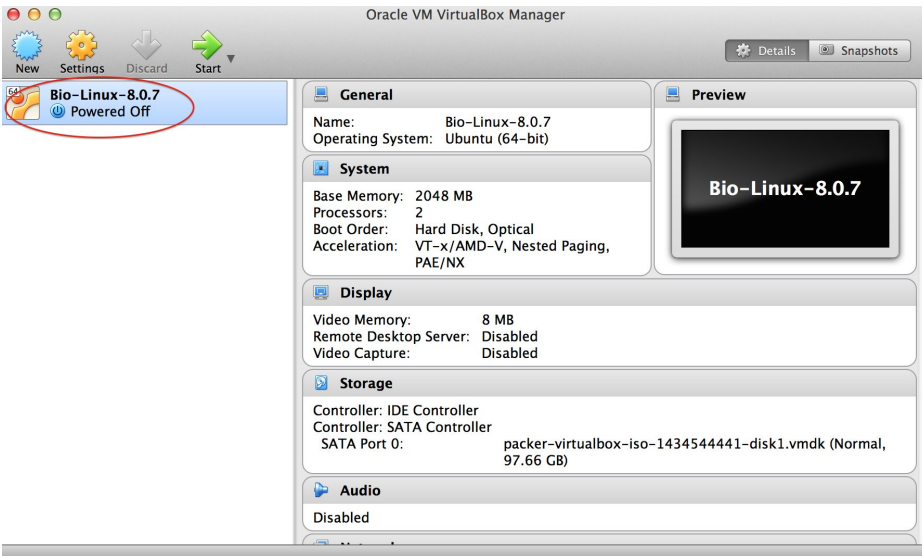 Oracle VM VirtualBox Manager
New Settings Discard Start
Details Snapshots
64
Bio-Linux-8.0.7
Powered Off
General
Name: Bio-Linux-8.0.7
Operating System: Ubuntu (64-bit)
Preview
Bio-Linux-8.0.7
System
Base Memory: 2048 MB
Processors: 2
Boot Order: Hard Disk, Optical
Acceleration: VT-x/AMD-V, Nested Paging,
PAE/NX
Display
Video Memory: 8 MB
Remote Desktop Server: Disabled
Video Capture: Disabled
Storage
Controller: IDE Controller
Controller: SATA Controller
SATA Port 0: packer-virtualbox-iso-1434544441-disk1.vmdk (Normal,
97.66 GB)
Audio
Disabled